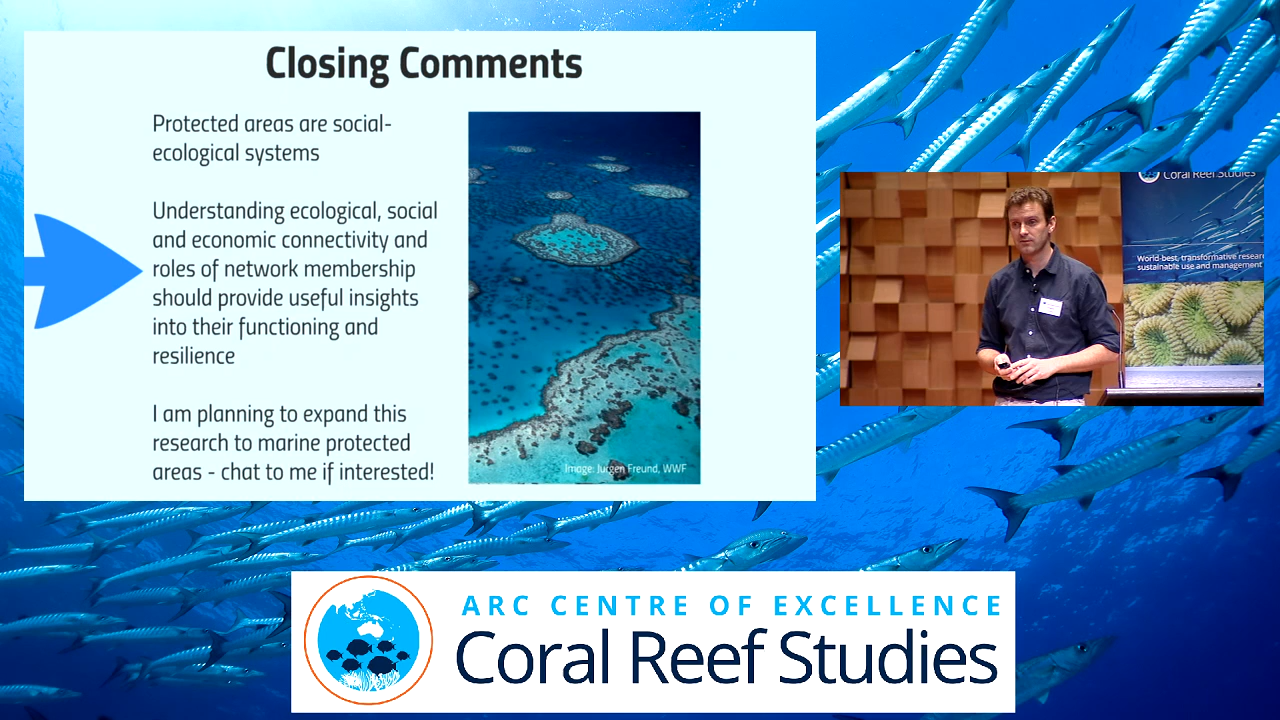 Closing Comments
Protected areas are social-
ecological systems
Understanding ecological, social
and economic connectivity and
roles of network membership
should provide useful insights
into their functioning and
resilience
I am planning to expand this
research to marine protected
areas - chat to me if interested!
Image: Jurgen Freund, WWF
Coral Reef Studies
World-best, transformative resear
sustainable use and management
ARC CENTRE OF EXCELLENCE
Coral Reef Studies